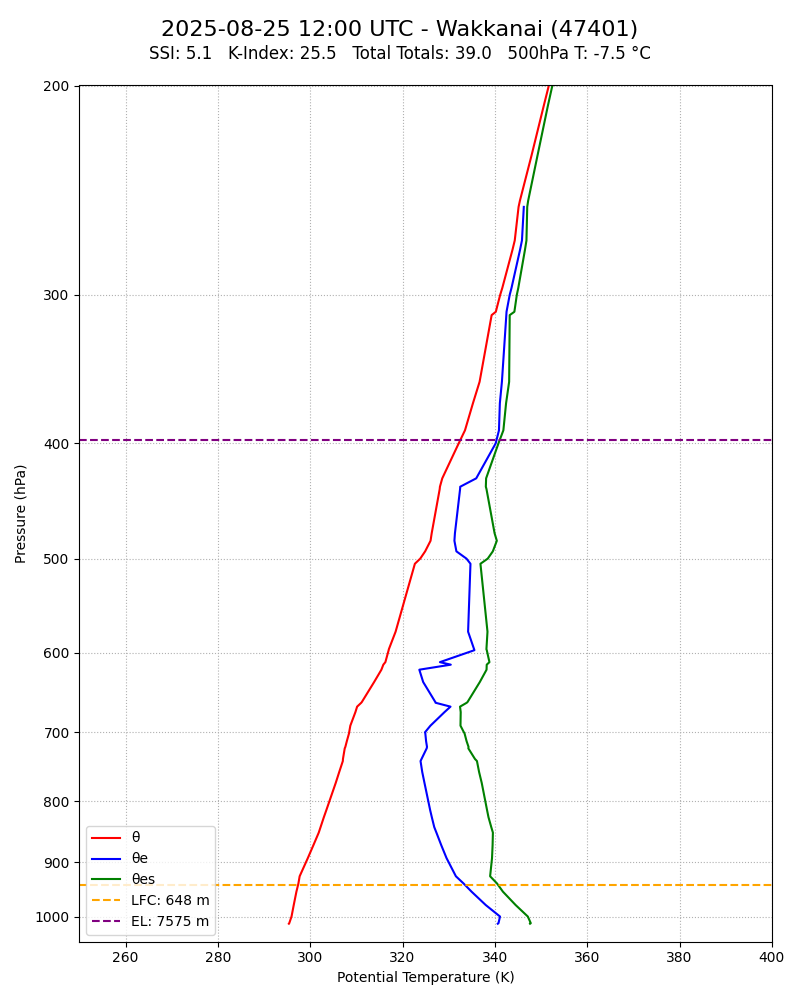 2025-08-25 12:00 UTC - Wakkanai (47401)
SSI: 5.1 K-Index: 25.5 Total Totals: 39.0 500hPa T: -7.5 °C
200
300
400
500
600
700
800
900
1000
Pressure (hPa)
θ
θe
θes
LFC: 648 m
EL: 7575 m
260 280 300 320 340 360 380 400
Potential Temperature (K)